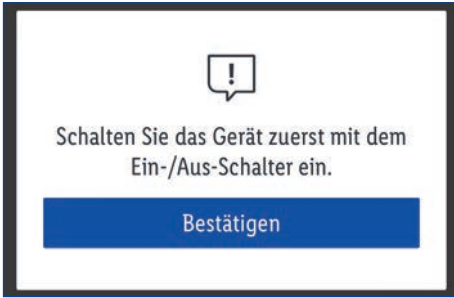 Schalten Sie das Gerät zuerst mit dem
Ein-/Aus-Schalter ein.
Bestätigen